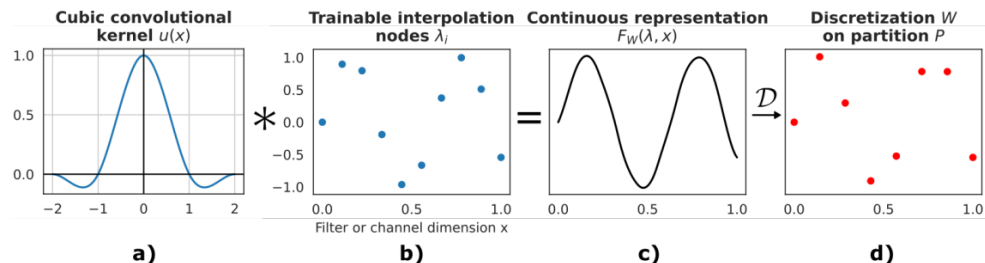 Cubic convolutional
kernel u(x)
1.0
0.5
0.0
−2 −1 0 1 2
a)
*
Trainable interpolation
nodes λi
1.0
0.5
0.0
−0.5
−1.0
0.0 0.5 1.0
Filter or channel dimension x
b)
=
Continuous representation
FW(λ, x)
0.0 0.5 1.0
c)
D
Discretization W
on partition P
0.0 0.5 1.0
d)